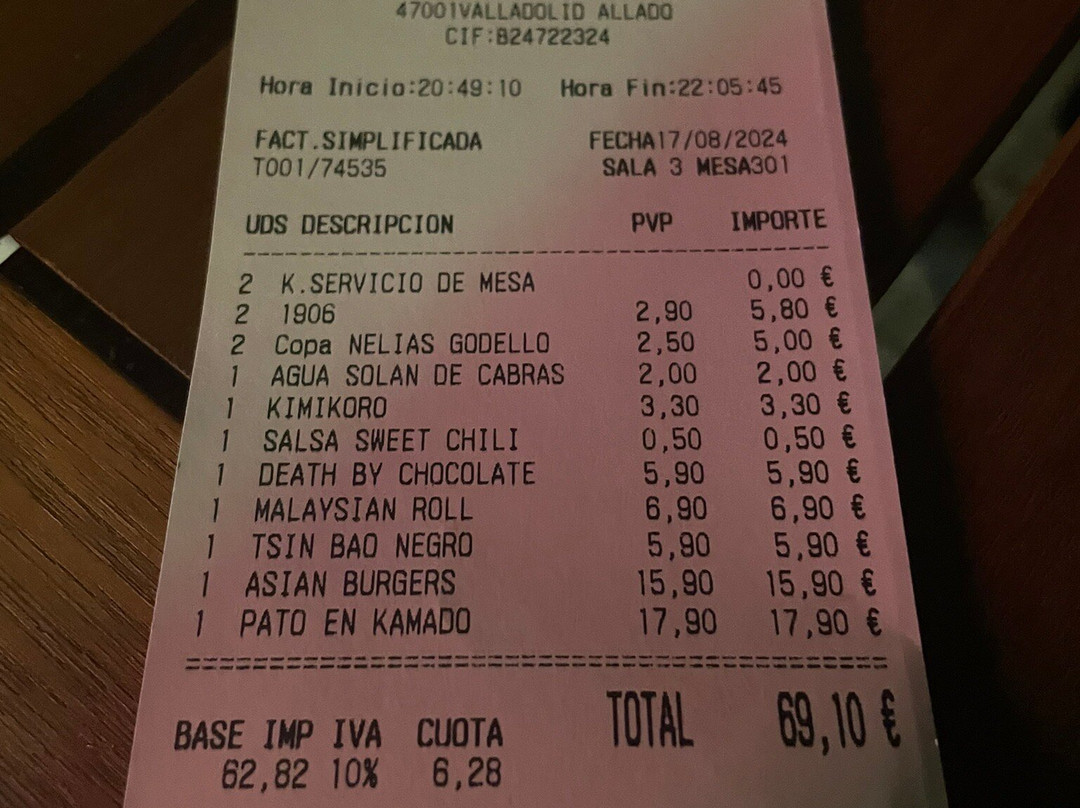 47001VALLADOLID ALLADO
CIF:B24722324
Hora Inicio:20:49:10 Hora Fin:22:05:45
FACT.SIMPLIFICADA FECHA17/08/2024
T001/74535 SALA 3 MESA301
UDS DESCRIPCION PVP IMPORTE
2 K.SERVICIO DE MESA 0,00 €
2 1906 2,90 5,80 €
2 Copa NELIAS GODELLO 2,50 5,00 €
1 AGUA SOLAN DE CABRAS 2,00 2,00 €
1 KIMIKORO 3,30 3,30 €
1 SALSA SWEET CHILI 0,50 0,50 €
1 DEATH BY CHOCOLATE 5,90 5,90 €
1 MALAYSIAN ROLL 6,90 6,90 €
1 TSIN BAO NEGRO 5,90 5,90 €
1 ASIAN BURGERS 15,90 15,90 €
1 PATO EN KAMADO 17,90 17,90 €
TOTAL 69,10 €
BASE IMP IVA CUOTA
62,82 10% 6,28